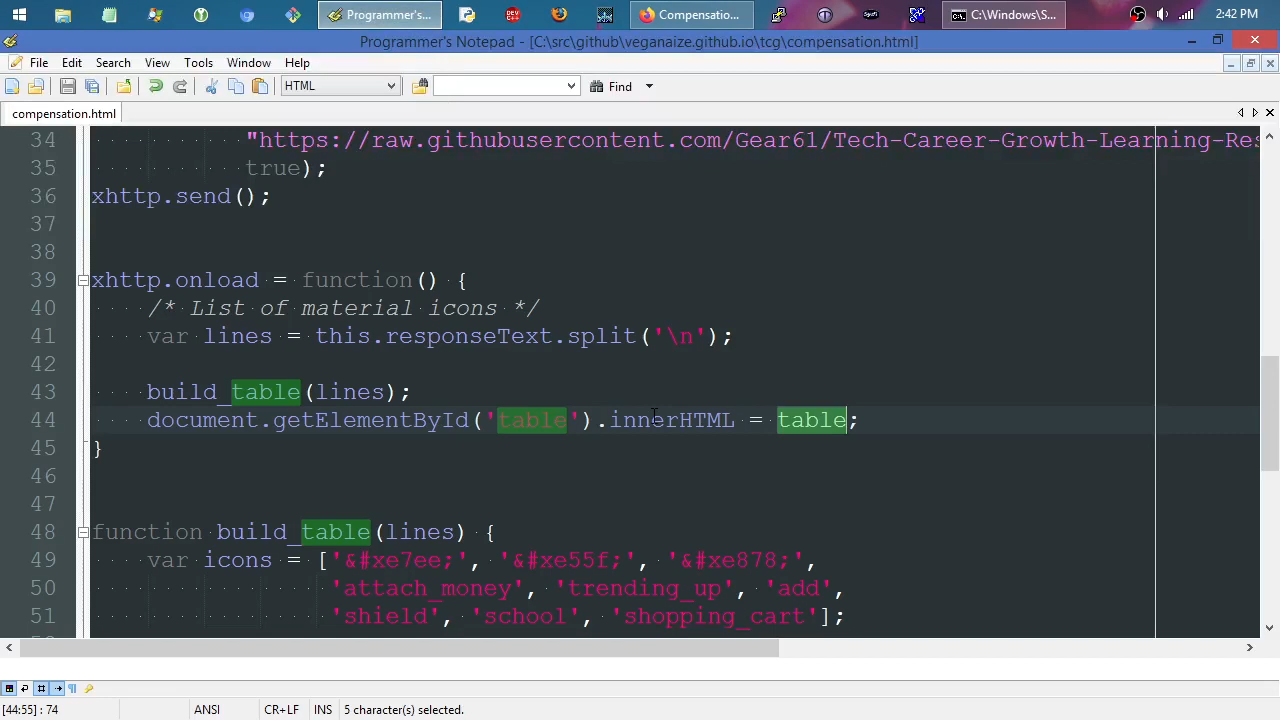 Programmer's...
Compensatio...
C:\Windows\S...
2:42 PM
Programmer's Notepad - [C:\src\github\veganaize.github.io\tcg\compensation.html]
File Edit Search View Tools Window Help
HTML
Find
compensation.html
34 "https://raw.githubusercontent.com/Gear61/Tech-Career-Growth-Learning-Res
35 true);
36 xhttp.send();
37
38
39 xhttp.onload = function() {
40 /* List of material icons */
41 var lines = this.responseText.split('\n');
42
43 build_table(lines);
44 document.getElementById('table').innerHTML = table;
45 }
46
47
48 function build_table(lines) {
49 var icons = ['&#xe7ee;', '&#xe55f;', '&#xe878;',
50 'attach_money', 'trending_up', 'add',
51 'shield', 'school', 'shopping_cart'];
[44:55] : 74 ANSI CR+LF INS 5 character(s) selected.